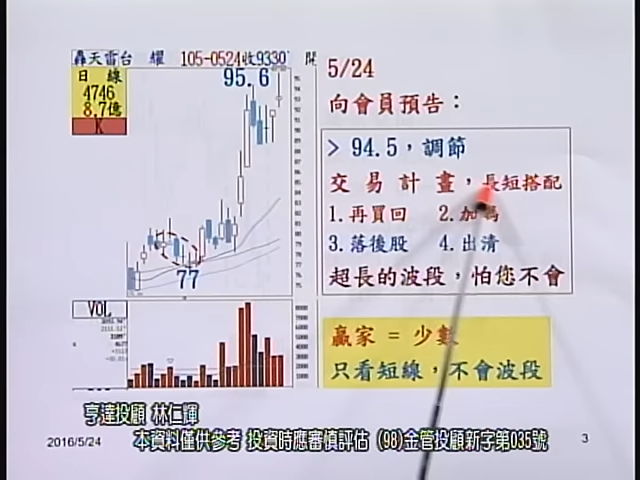 轟天雷台 耀 105-0524收9330
日 線
4746
8.7億
K
95.6
77
VOL
5/24
向會員預告：
> 94.5，調節
交 易 計 畫，長短搭配
1.再買回 2.加碼
3.落後股 4.出清
超長的波段，怕您不會
贏家 = 少數
只看短線，不會波段
亨達投顧 林仁暉
2016/5/24
本資料僅供參考 投資時應審慎評估 (98)金管投顧新字第035號
3